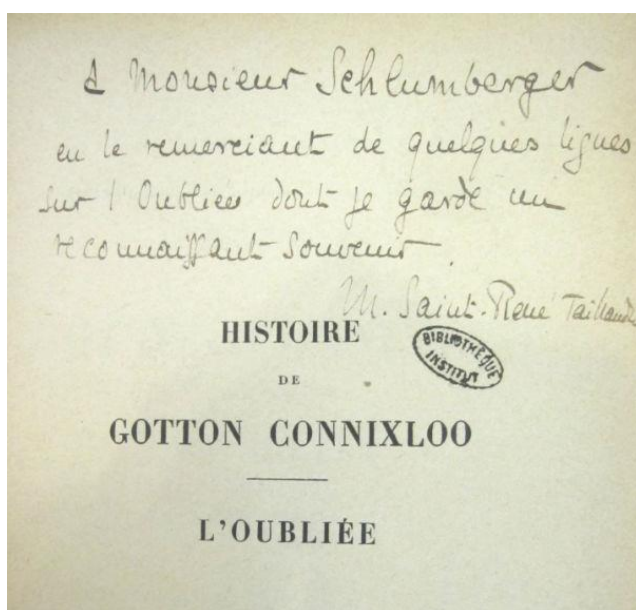 à Monsieur Schlumberger
en le remerciant de quelques lignes
sur l'Oubliée dont je garde un
reconnaissant souvenir.
M. Saint-René Taillandier
HISTOIRE
DE
GOTTON CONNIXLOO
L'OUBLIÉE
BIBLIOTHÈQUE
INSTITUT